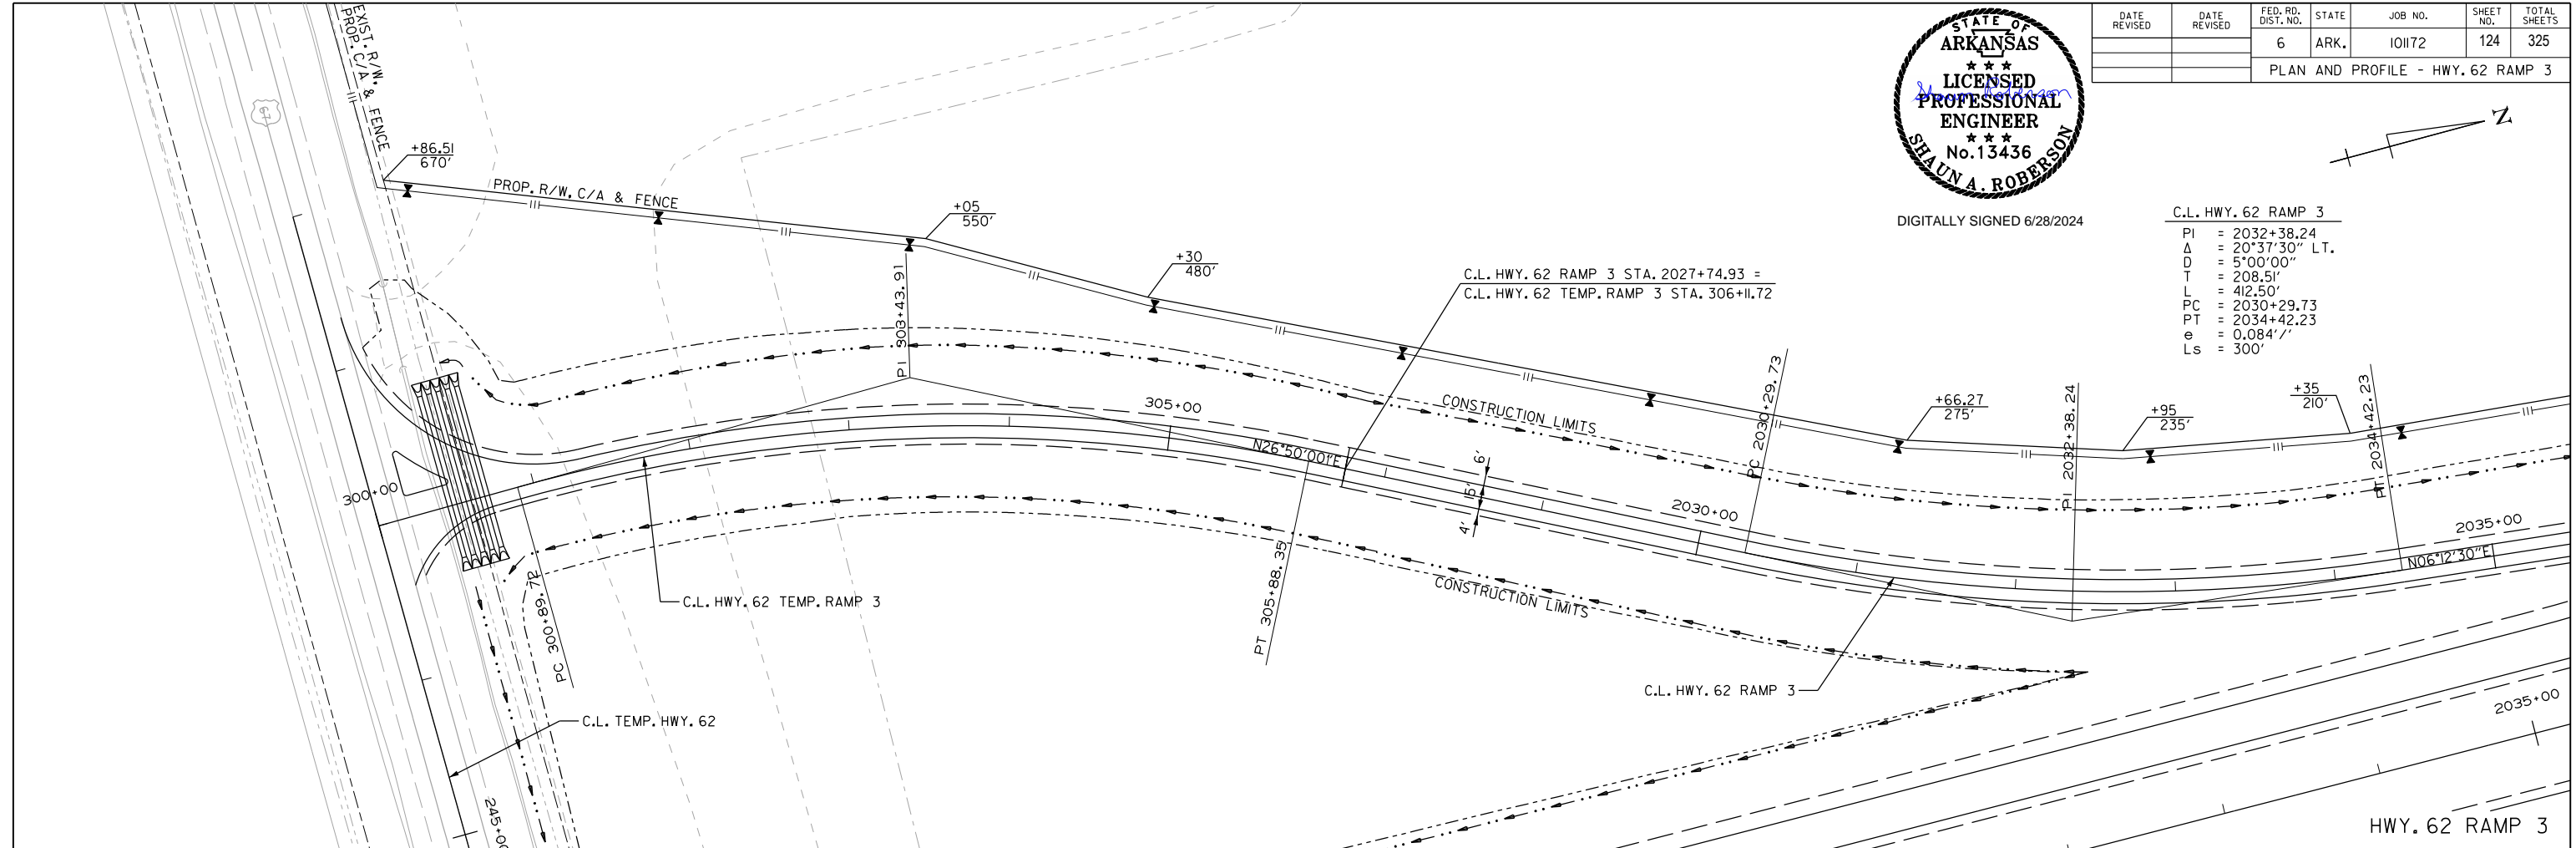 EXIST. R/W.
PROP. C/A & FENCE
67
+86.51
670'
PROP. R/W, C/A & FENCE
+05
550'
+30
480'
C.L. HWY. 62 RAMP 3 STA. 2027+74.93 =
C.L. HWY. 62 TEMP. RAMP 3 STA. 306+11.72
STATE OF
ARKANSAS
★ ★ ★
LICENSED
PROFESSIONAL
ENGINEER
★ ★ ★
No. 13436
SHAUN A. ROBERSON
Shaun Roberson
DIGITALLY SIGNED 6/28/2024
DATE REVISED
DATE REVISED
FED. RD. DIST. NO.
STATE
JOB NO.
SHEET NO.
TOTAL SHEETS
6
ARK.
101172
124
325
PLAN AND PROFILE - HWY. 62 RAMP 3
N
C.L. HWY. 62 RAMP 3
PI = 2032+38.24
Δ = 20°37'30" LT.
D = 5°00'00"
T = 208.51'
L = 412.50'
PC = 2030+29.73
PT = 2034+42.23
e = 0.084'/'
Ls = 300'
PI 303+43.91
305+00
N26°50'00"E
CONSTRUCTION LIMITS
6'
15'
4'
2030+00
PC 2030+29.73
+66.27
275'
PI 2032+38.24
+95
235'
+35
210'
PT 2034+42.23
2035+00
N06°12'30"E
300+00
PC 300+89.72
C.L. HWY. 62 TEMP. RAMP 3
PT 305+88.35
CONSTRUCTION LIMITS
C.L. HWY. 62 RAMP 3
C.L. TEMP. HWY. 62
245+00
2035+00
HWY. 62 RAMP 3